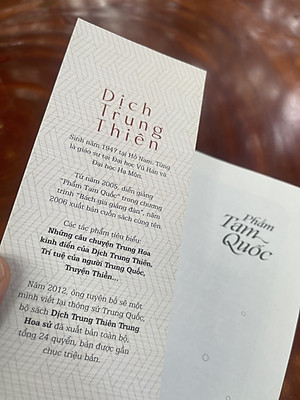 Dịch
Trung
Thiên
Sinh năm 1947 tại Hồ Nam. Từng
là giáo sư tại Đại học Vũ Hán và
Đại học Hạ Môn.
Từ năm 2005, diễn giảng
"Phẩm Tam Quốc" trong chương
trình "Bách gia giảng đàn", năm
2006 xuất bản cuốn sách cùng tên.
Các tác phẩm tiêu biểu:
Những câu chuyện Trung Hoa
kinh điển của Dịch Trung Thiên,
Trí tuệ của người Trung Quốc,
Truyện Thiền...
Năm 2012, ông tuyên bố sẽ một
mình viết lại thông sử Trung Quốc,
bộ sách Dịch Trung Thiên Trung
Hoa sử đã xuất bản toàn bộ,
tổng 24 quyển, bán được gần
chục triệu bản.
Phẩm
Tam
Quốc